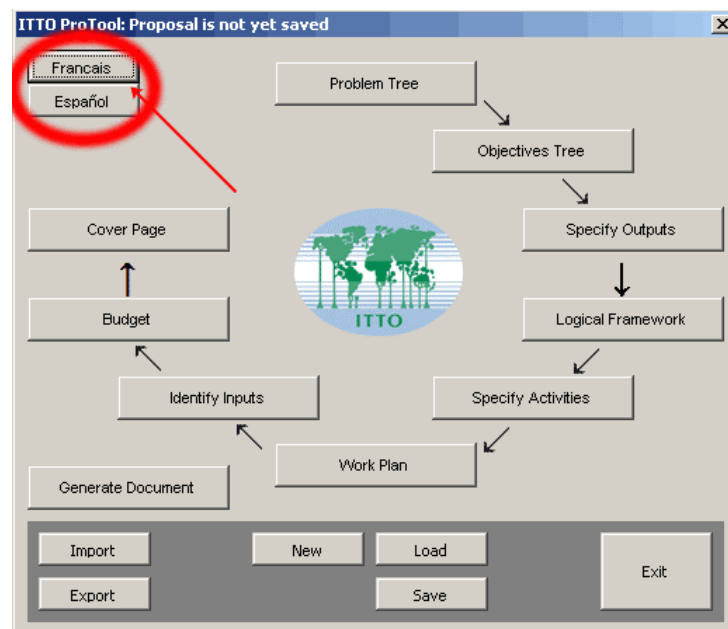 ITTO ProTool: Proposal is not yet saved
Francais
Español
Problem Tree
Objectives Tree
Cover Page
Specify Outputs
ITTO
Budget
Logical Framework
Identify Inputs
Specify Activities
Work Plan
Generate Document
Import
New
Load
Exit
Export
Save